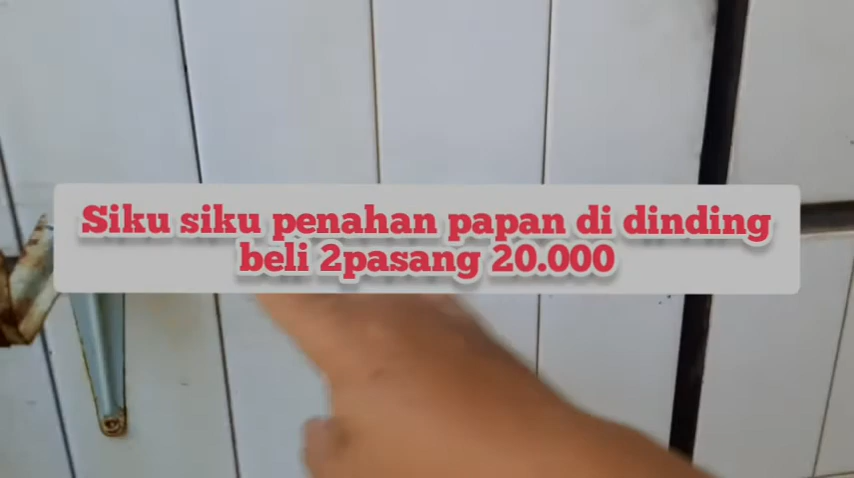 Siku siku penahan papan di dinding
beli 2pasang 20.000